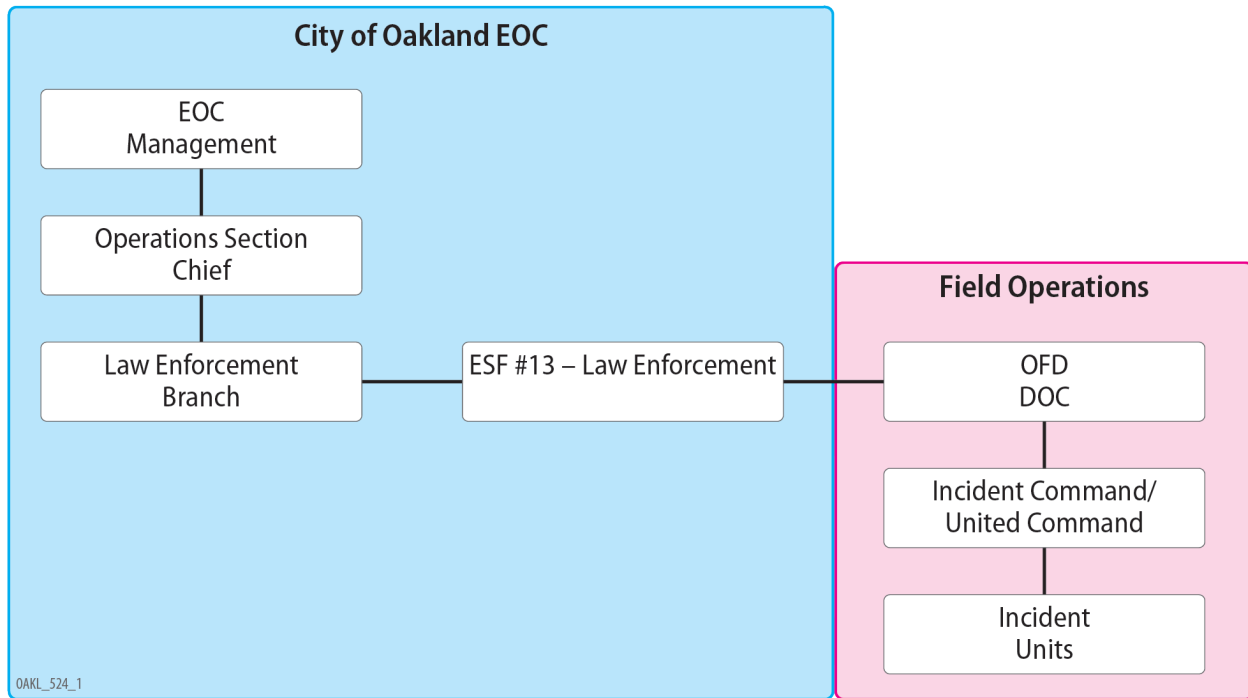 City of Oakland EOC
EOC
Management
Operations Section
Chief
Law Enforcement
Branch
ESF #13 – Law Enforcement
Field Operations
OFD
DOC
Incident Command/
United Command
Incident
Units
OAKL_524_1